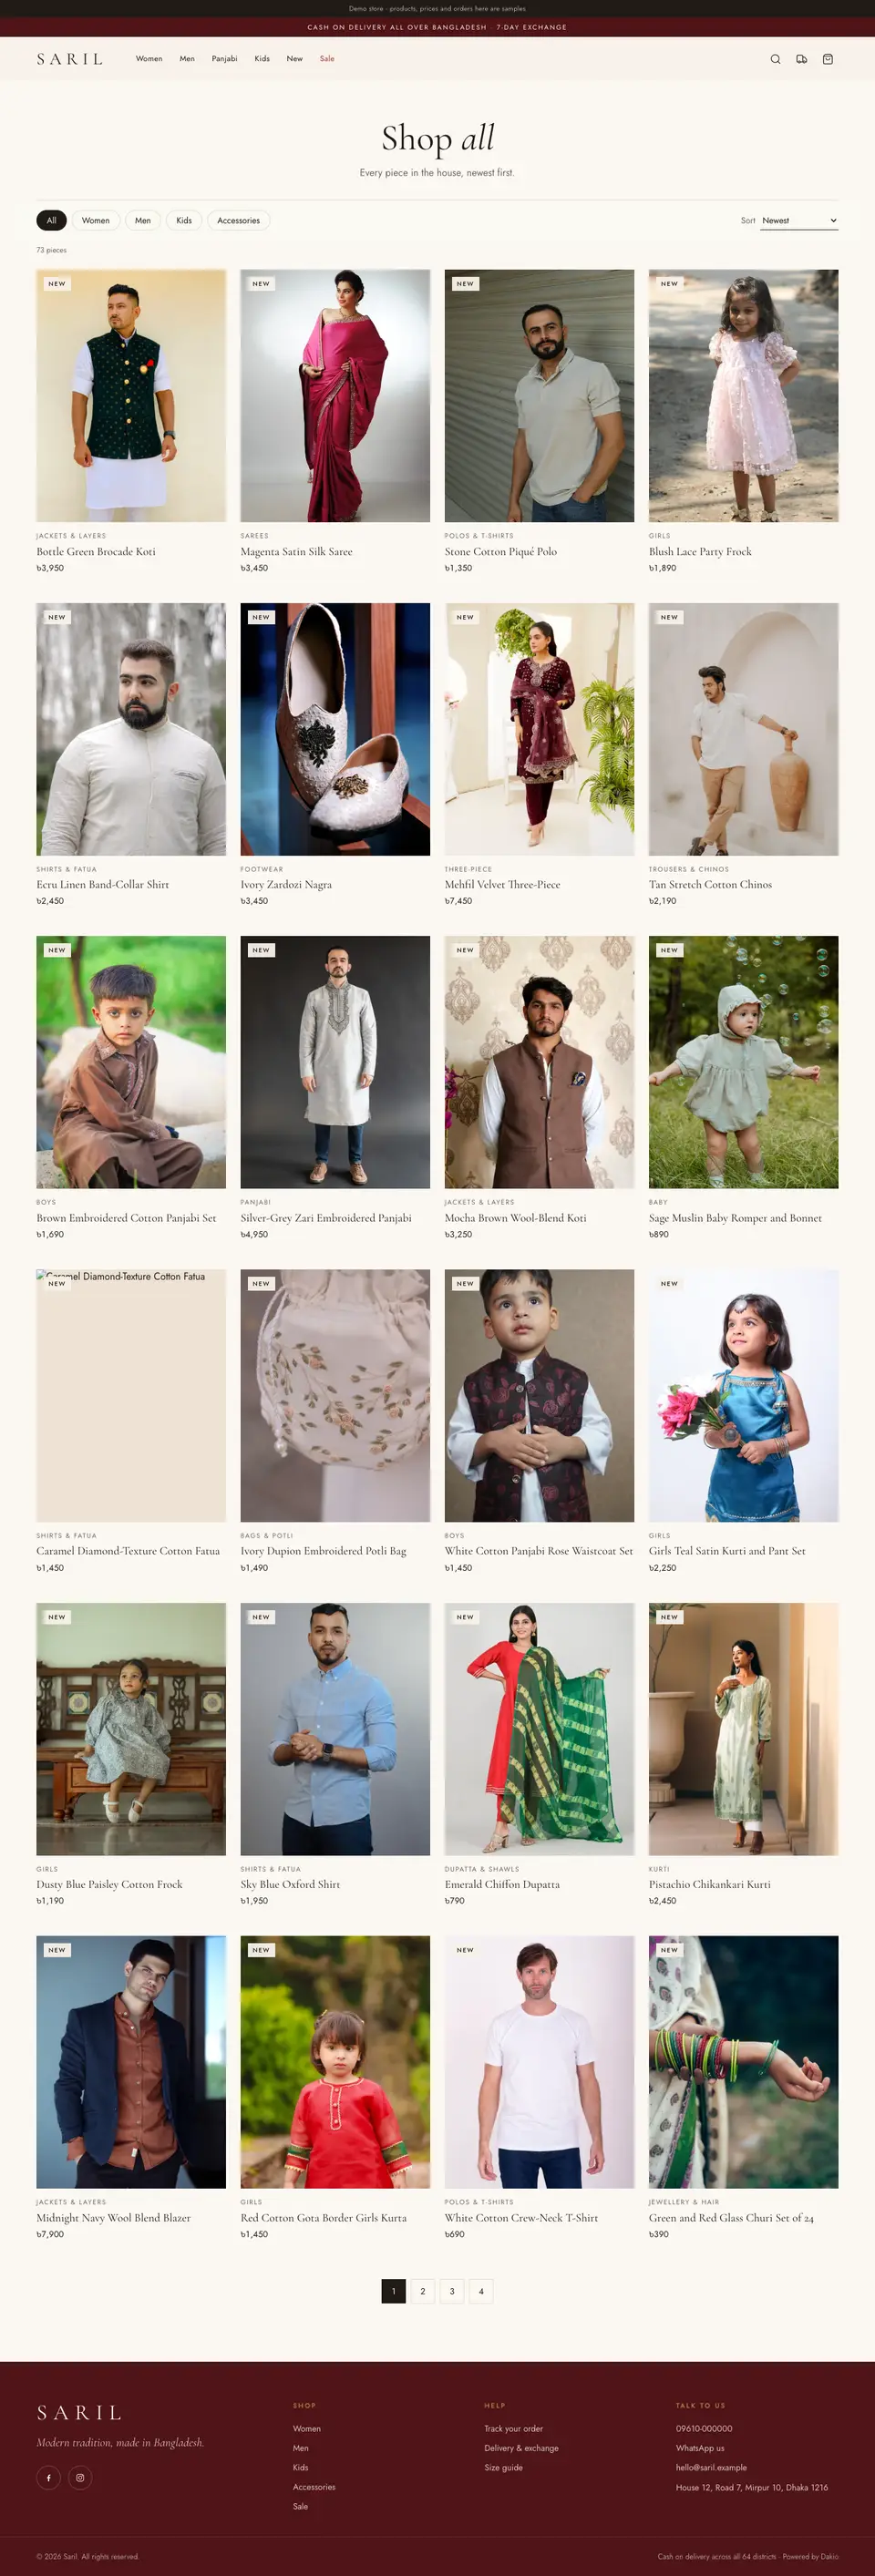 Demo store · products, prices and orders here are samples
CASH ON DELIVERY ALL OVER BANGLADESH · 7-DAY EXCHANGE
SARIL
Women
Men
Panjabi
Kids
New
Sale
Shop all
Every piece in the house, newest first.
All
Women
Men
Kids
Accessories
Sort
Newest
73 pieces
NEW
NEW
NEW
NEW
JACKETS & LAYERS
Bottle Green Brocade Koti
৳3,950
SAREES
Magenta Satin Silk Saree
৳3,450
POLOS & T-SHIRTS
Stone Cotton Piqué Polo
৳1,350
GIRLS
Blush Lace Party Frock
৳1,890
NEW
NEW
NEW
NEW
SHIRTS & FATUA
Ecru Linen Band-Collar Shirt
৳2,450
FOOTWEAR
Ivory Zardozi Nagra
৳3,450
THREE-PIECE
Mehfil Velvet Three-Piece
৳7,450
TROUSERS & CHINOS
Tan Stretch Cotton Chinos
৳2,190
NEW
NEW
NEW
NEW
BOYS
Brown Embroidered Cotton Panjabi Set
৳1,690
PANJABI
Silver-Grey Zari Embroidered Panjabi
৳4,950
JACKETS & LAYERS
Mocha Brown Wool-Blend Koti
৳3,250
BABY
Sage Muslin Baby Romper and Bonnet
৳890
Caramel Diamond-Texture Cotton Fatua
NEW
NEW
NEW
NEW
SHIRTS & FATUA
Caramel Diamond-Texture Cotton Fatua
৳1,450
BAGS & POTLI
Ivory Dupion Embroidered Potli Bag
৳1,490
BOYS
White Cotton Panjabi Rose Waistcoat Set
৳1,450
GIRLS
Girls Teal Satin Kurti and Pant Set
৳2,250
NEW
NEW
NEW
NEW
GIRLS
Dusty Blue Paisley Cotton Frock
৳1,190
SHIRTS & FATUA
Sky Blue Oxford Shirt
৳1,950
DUPATTA & SHAWLS
Emerald Chiffon Dupatta
৳790
KURTI
Pistachio Chikankari Kurti
৳2,450
NEW
NEW
NEW
NEW
JACKETS & LAYERS
Midnight Navy Wool Blend Blazer
৳7,900
GIRLS
Red Cotton Gota Border Girls Kurta
৳1,450
POLOS & T-SHIRTS
White Cotton Crew-Neck T-Shirt
৳690
JEWELLERY & HAIR
Green and Red Glass Churi Set of 24
৳390
1
2
3
4
SARIL
Modern tradition, made in Bangladesh.
SHOP
Women
Men
Kids
Accessories
Sale
HELP
Track your order
Delivery & exchange
Size guide
TALK TO US
09610-000000
WhatsApp us
hello@saril.example
House 12, Road 7, Mirpur 10, Dhaka 1216
© 2026 Saril. All rights reserved.
Cash on delivery across all 64 districts · Powered by Dakio